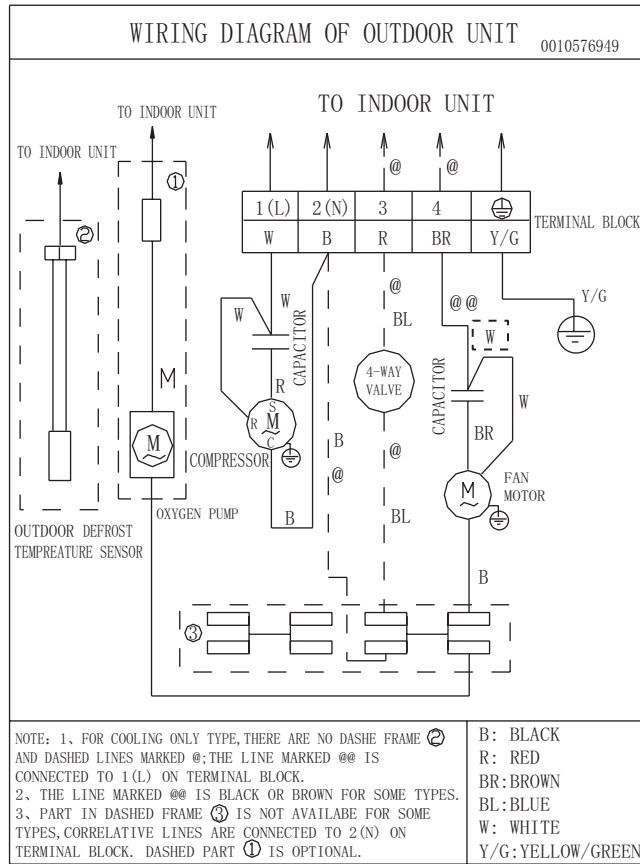 WIRING DIAGRAM OF OUTDOOR UNIT 0010576949
TO INDOOR UNIT
TO INDOOR UNIT
TO INDOOR UNIT
①
②
@ @
1(L) 2(N) 3 4
W B R BR Y/G
TERMINAL BLOCK
@
@@
Y/G
W
W
CAPACITOR
BL
W
4-WAY
VALVE
CAPACITOR
M
R
W
S
R M
C
COMPRESSOR
B
@
@
BR
M
FAN
MOTOR
M
OXYGEN PUMP
B
BL
OUTDOOR DEFROST
TEMPREATURE SENSOR
B
③
NOTE: 1、FOR COOLING ONLY TYPE,THERE ARE NO DASHE FRAME ②
AND DASHED LINES MARKED @;THE LINE MARKED @@ IS
CONNECTED TO 1(L) ON TERMINAL BLOCK.
2、THE LINE MARKED @@ IS BLACK OR BROWN FOR SOME TYPES.
3、PART IN DASHED FRAME ③ IS NOT AVAILABE FOR SOME
TYPES,CORRELATIVE LINES ARE CONNECTED TO 2(N) ON
TERMINAL BLOCK. DASHED PART ① IS OPTIONAL.
B: BLACK
R: RED
BR:BROWN
BL:BLUE
W: WHITE
Y/G:YELLOW/GREEN